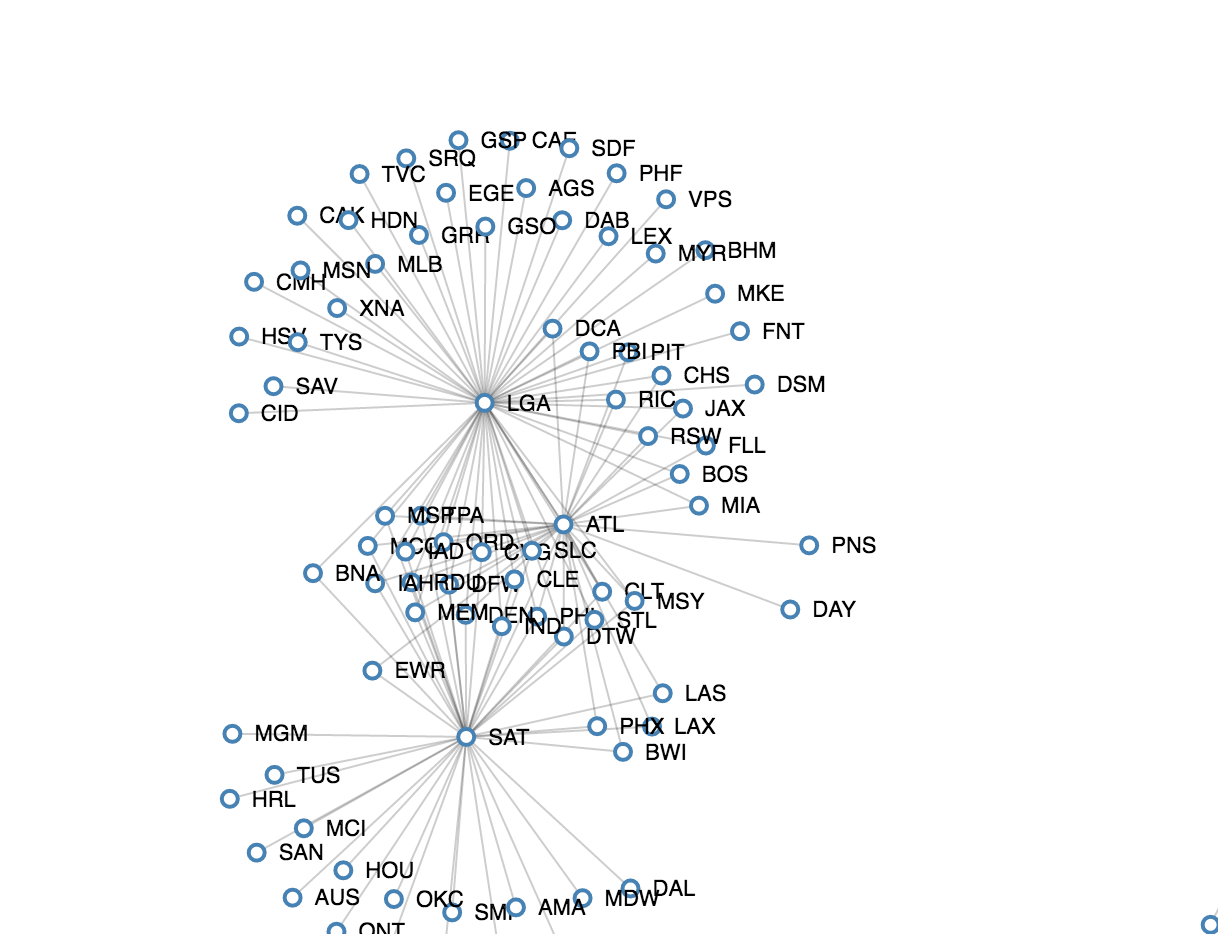 GSP
CAE
SDF
SRQ
TVC
PHF
EGE
AGS
VPS
CAK
HDN
GRR
GSO
DAB
LEX
MYR
BHM
MSN
MLB
CMH
MKE
XNA
HSV
TYS
DCA
FNT
PBI
PIT
CHS
SAV
DSM
CID
LGA
RIC
JAX
RSW
FLL
BOS
MIA
MSP
TPA
ATL
MCO
IAD
ORD
CVG
SLC
PNS
BNA
IAH
RDU
DFW
CLE
CLT
MSY
DAY
MEM
DEN
IND
PHL
STL
DTW
EWR
LAS
MGM
SAT
PHX
LAX
BWI
TUS
HRL
MCI
SAN
HOU
AUS
OKC
SMF
AMA
MDW
DAL
ONT